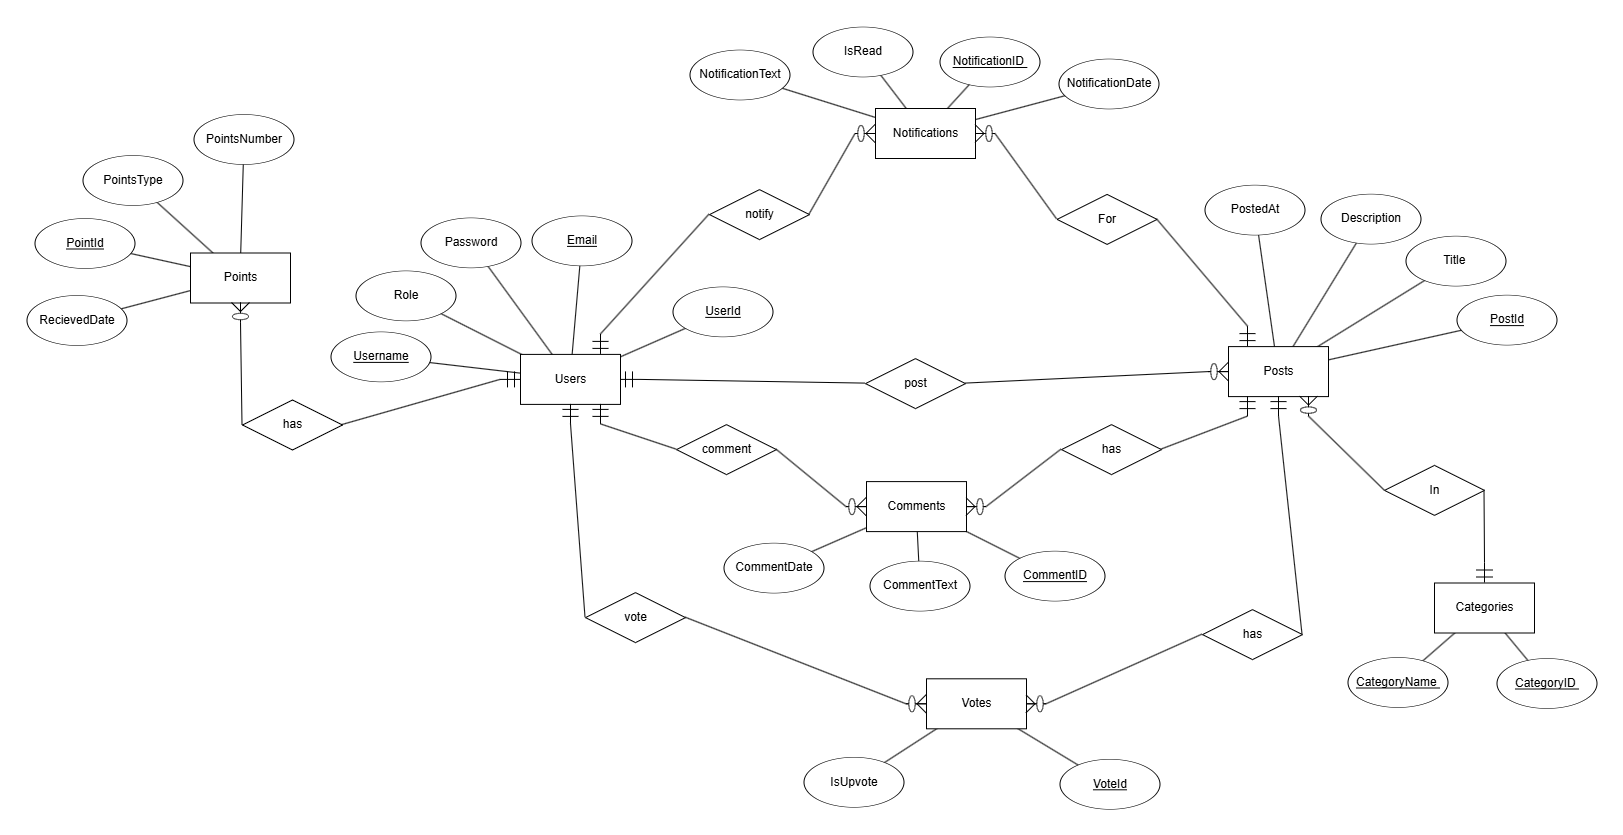 IsRead
NotificationID
NotificationText
NotificationDate
Notifications
PointsNumber
PointsType
PointId
Points
RecievedDate
notify
For
PostedAt
Description
Title
PostId
Password
Email
Role
UserId
Username
Users
post
Posts
has
comment
has
In
Comments
CommentDate
CommentText
CommentID
vote
has
Categories
CategoryName
CategoryID
Votes
IsUpvote
VoteId